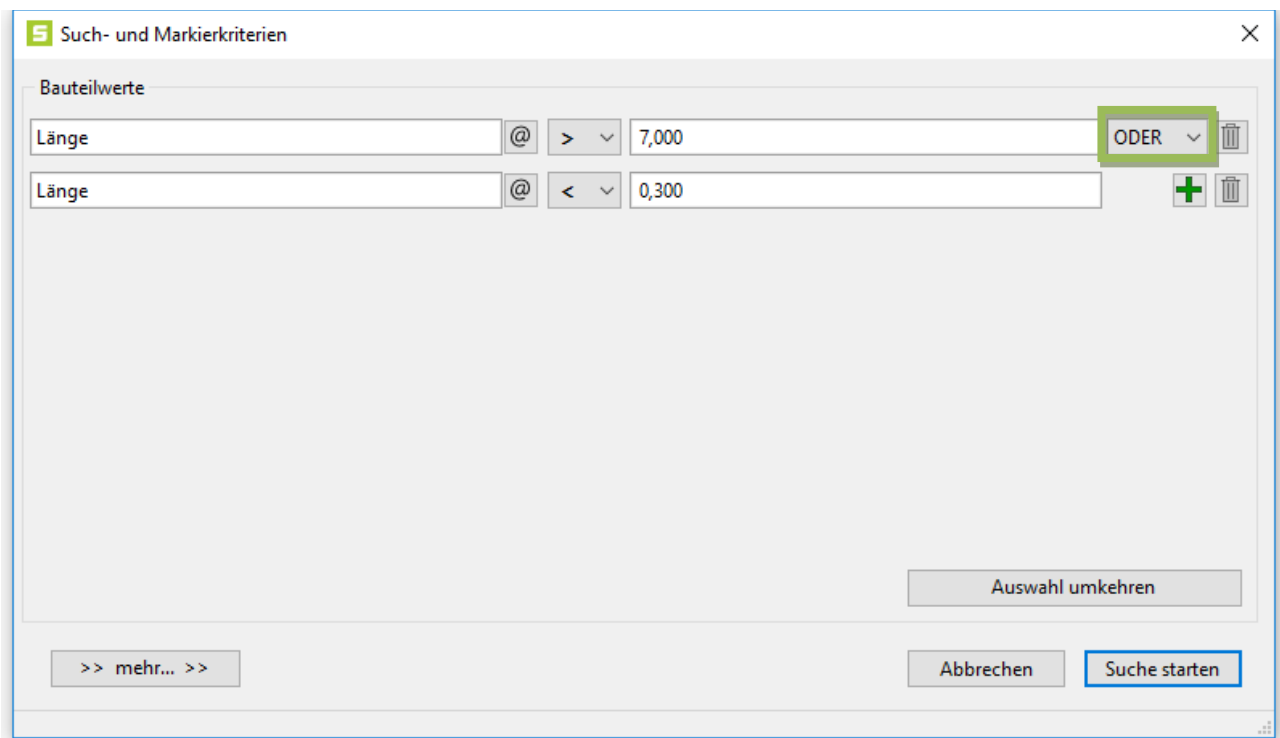 Such- und Markierkriterien
Bauteilwerte
Länge @ > 7,000 ODER
Länge @ < 0,300
Auswahl umkehren
>> mehr... >> Abbrechen Suche starten